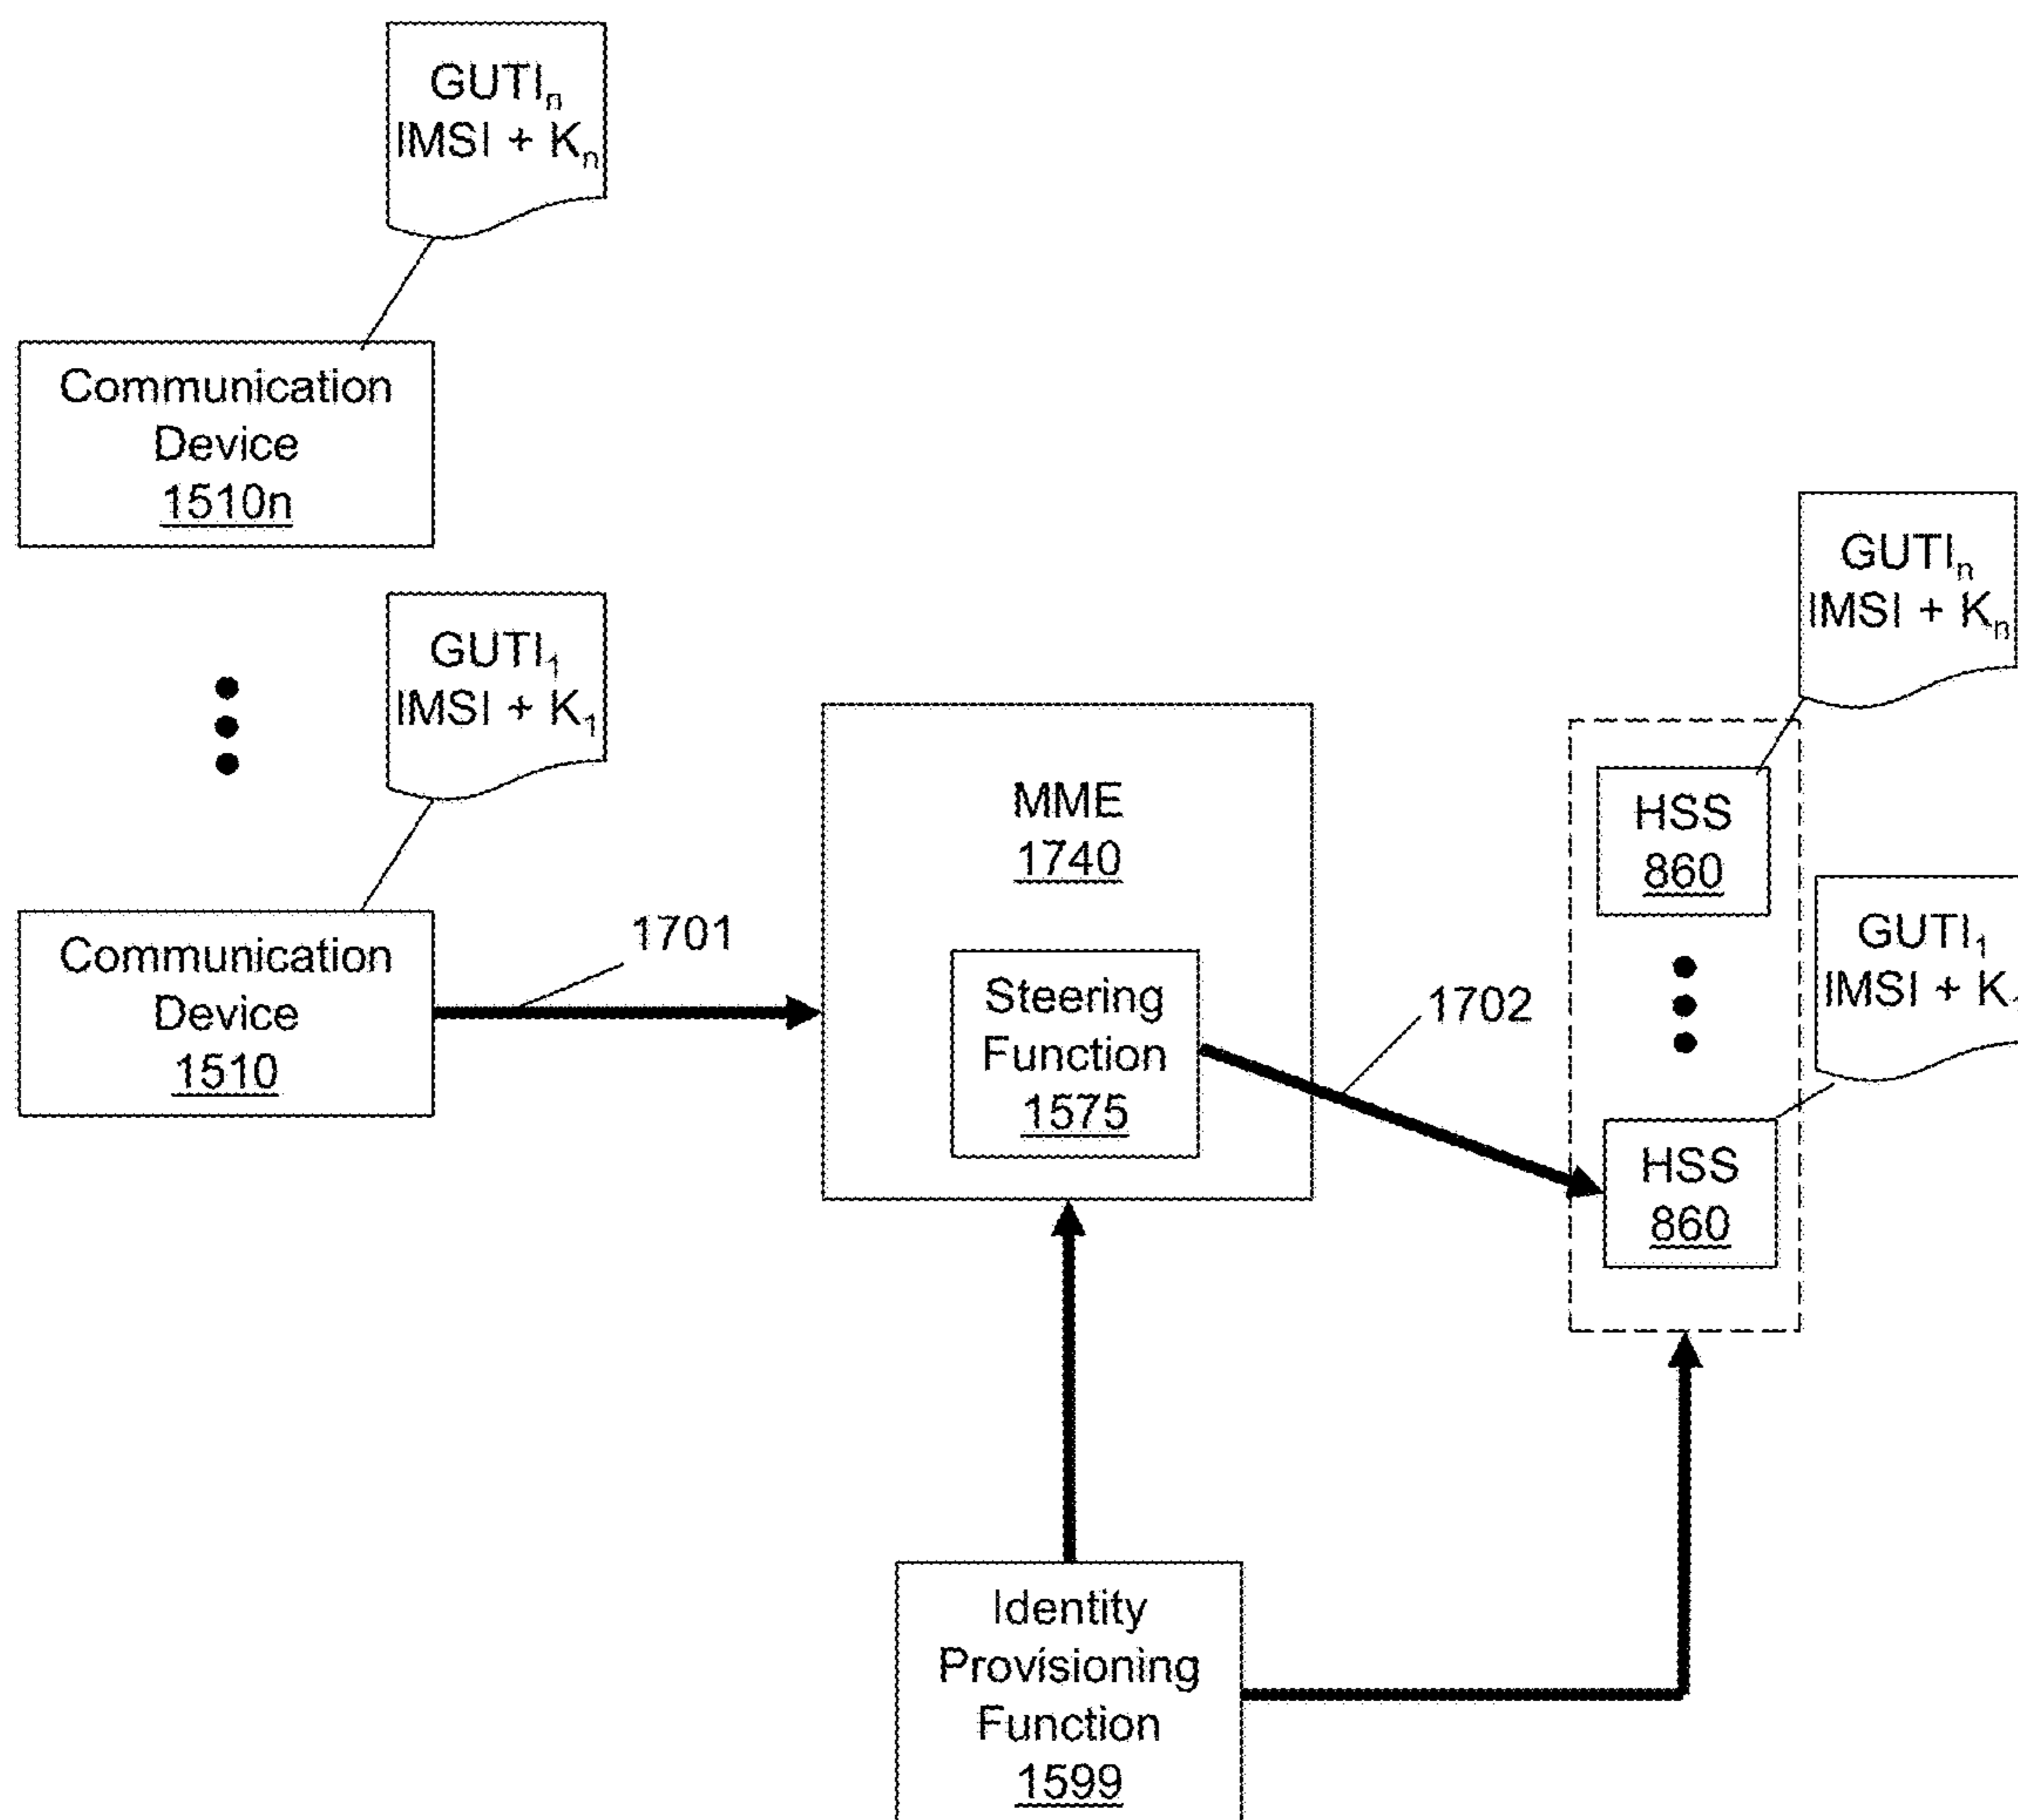 GUTIn
IMSI + Kn
Communication
Device
1510n
GUTI1
IMSI + K1
Communication
Device
1510
1701
MME
1740
Steering
Function
1575
1702
GUTIn
IMSI + Kn
HSS
860
GUTI1
IMSI + K
HSS
860
Identity
Provisioning
Function
1599